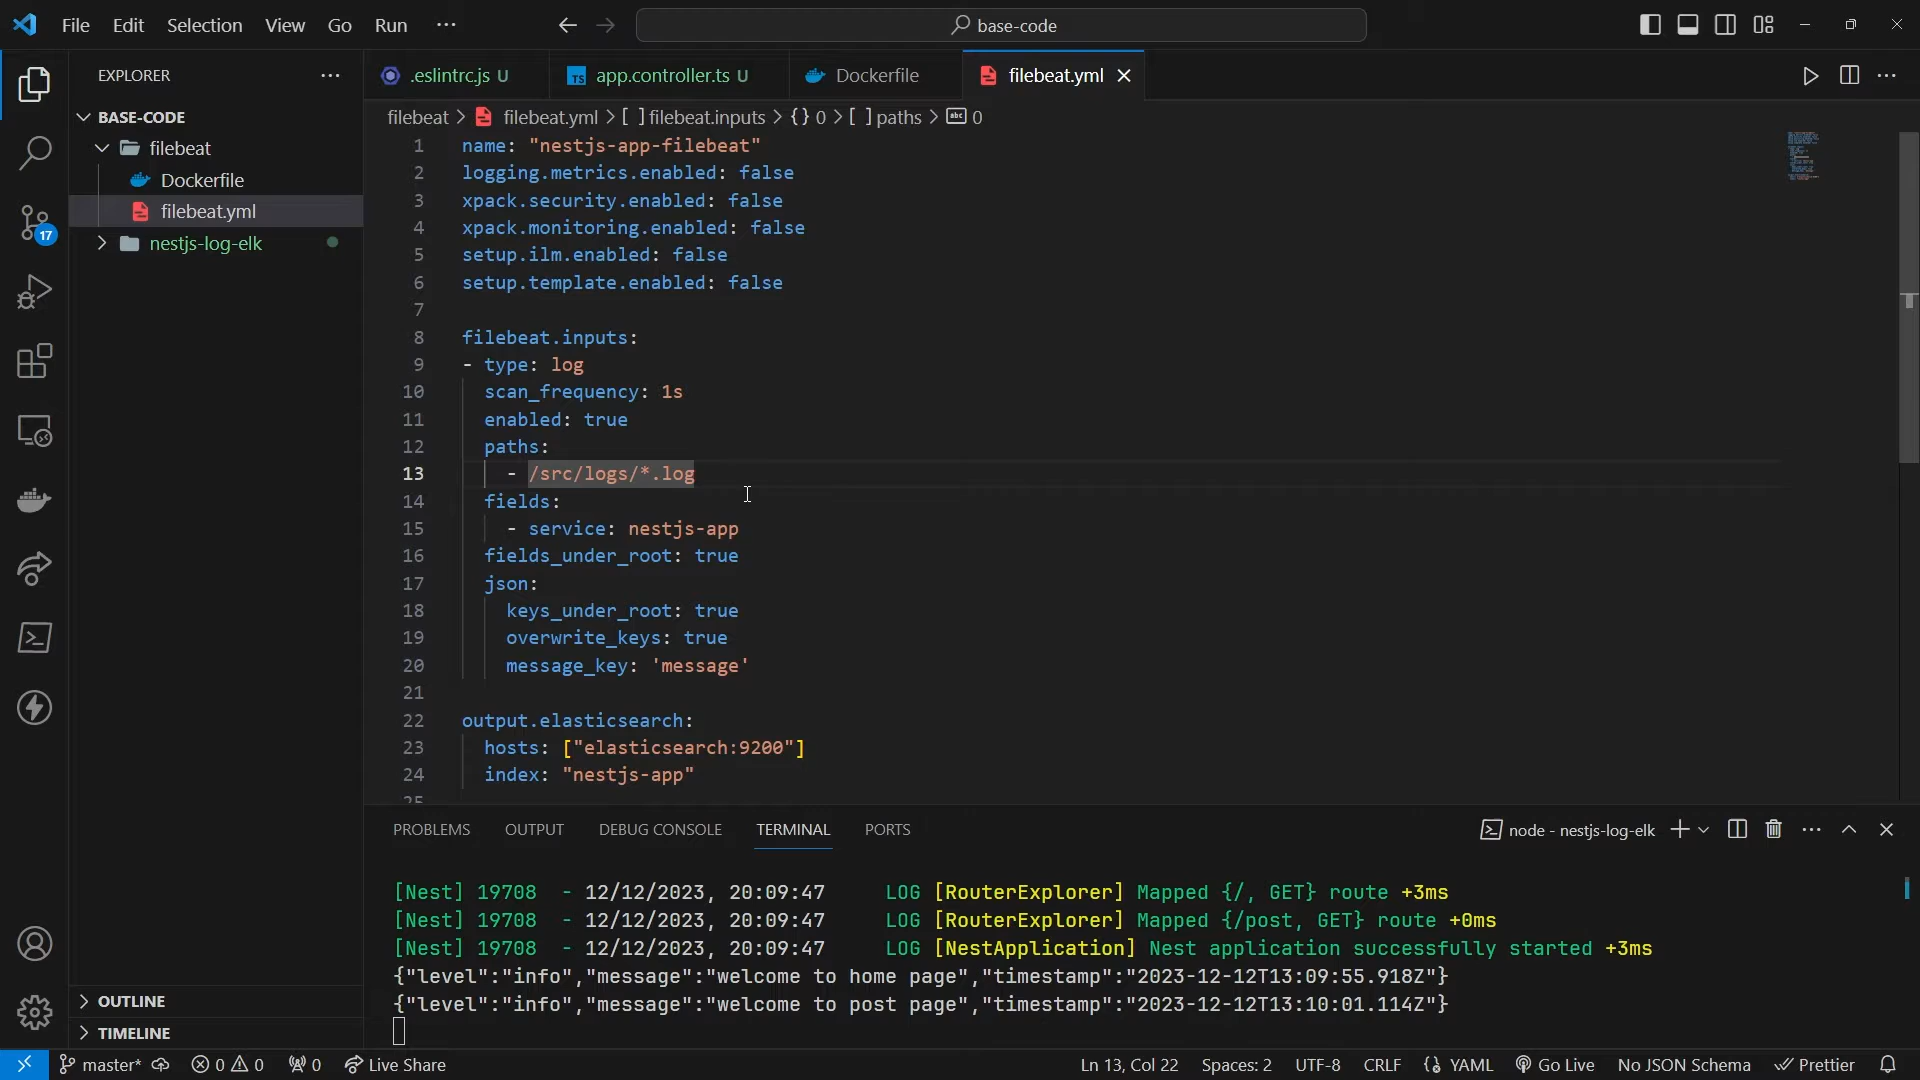 File Edit Selection View Go Run ···
base-code
EXPLORER ···
.eslintrc.js U
TS app.controller.ts U
Dockerfile
filebeat.yml
BASE-CODE
filebeat
Dockerfile
filebeat.yml
nestjs-log-elk
17
filebeat > filebeat.yml > [ ] filebeat.inputs > {} 0 > [ ] paths > abc 0
1 name: "nestjs-app-filebeat"
2 logging.metrics.enabled: false
3 xpack.security.enabled: false
4 xpack.monitoring.enabled: false
5 setup.ilm.enabled: false
6 setup.template.enabled: false
7
8 filebeat.inputs:
9 - type: log
10 scan_frequency: 1s
11 enabled: true
12 paths:
13 - /src/logs/*.log
14 fields:
15 - service: nestjs-app
16 fields_under_root: true
17 json:
18 keys_under_root: true
19 overwrite_keys: true
20 message_key: 'message'
21
22 output.elasticsearch:
23 hosts: ["elasticsearch:9200"]
24 index: "nestjs-app"
25
PROBLEMS OUTPUT DEBUG CONSOLE TERMINAL PORTS
node - nestjs-log-elk
[Nest] 19708 - 12/12/2023, 20:09:47 LOG [RouterExplorer] Mapped {/, GET} route +3ms
[Nest] 19708 - 12/12/2023, 20:09:47 LOG [RouterExplorer] Mapped {/post, GET} route +0ms
[Nest] 19708 - 12/12/2023, 20:09:47 LOG [NestApplication] Nest application successfully started +3ms
{"level":"info","message":"welcome to home page","timestamp":"2023-12-12T13:09:55.918Z"}
{"level":"info","message":"welcome to post page","timestamp":"2023-12-12T13:10:01.114Z"}
OUTLINE
TIMELINE
master* 0 0 0 Live Share
Ln 13, Col 22 Spaces: 2 UTF-8 CRLF {} YAML Go Live No JSON Schema Prettier